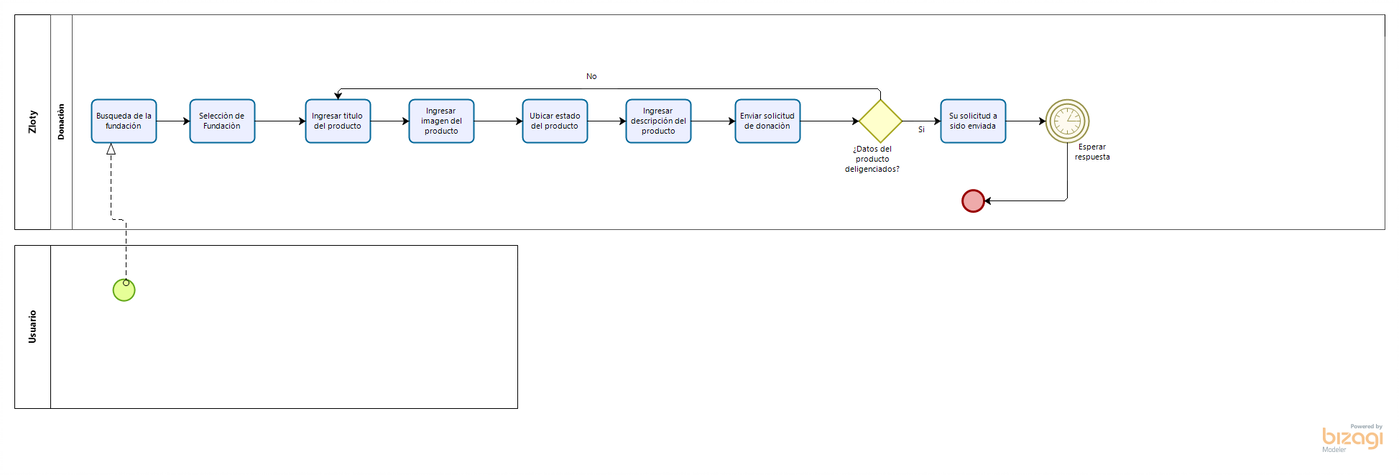 Zloty
Donación
No
Busqueda de la
fundación
Selección de
Fundación
Ingresar titulo
del producto
Ingresar
imagen del
producto
Ubicar estado
del producto
Ingresar
descripción del
producto
Enviar solicitud
de donación
¿Datos del
producto
deligenciados?
Si
Su solicitud a
sido enviada
Esperar
respuesta
Usuario
Powered by
bizagi
Modeler